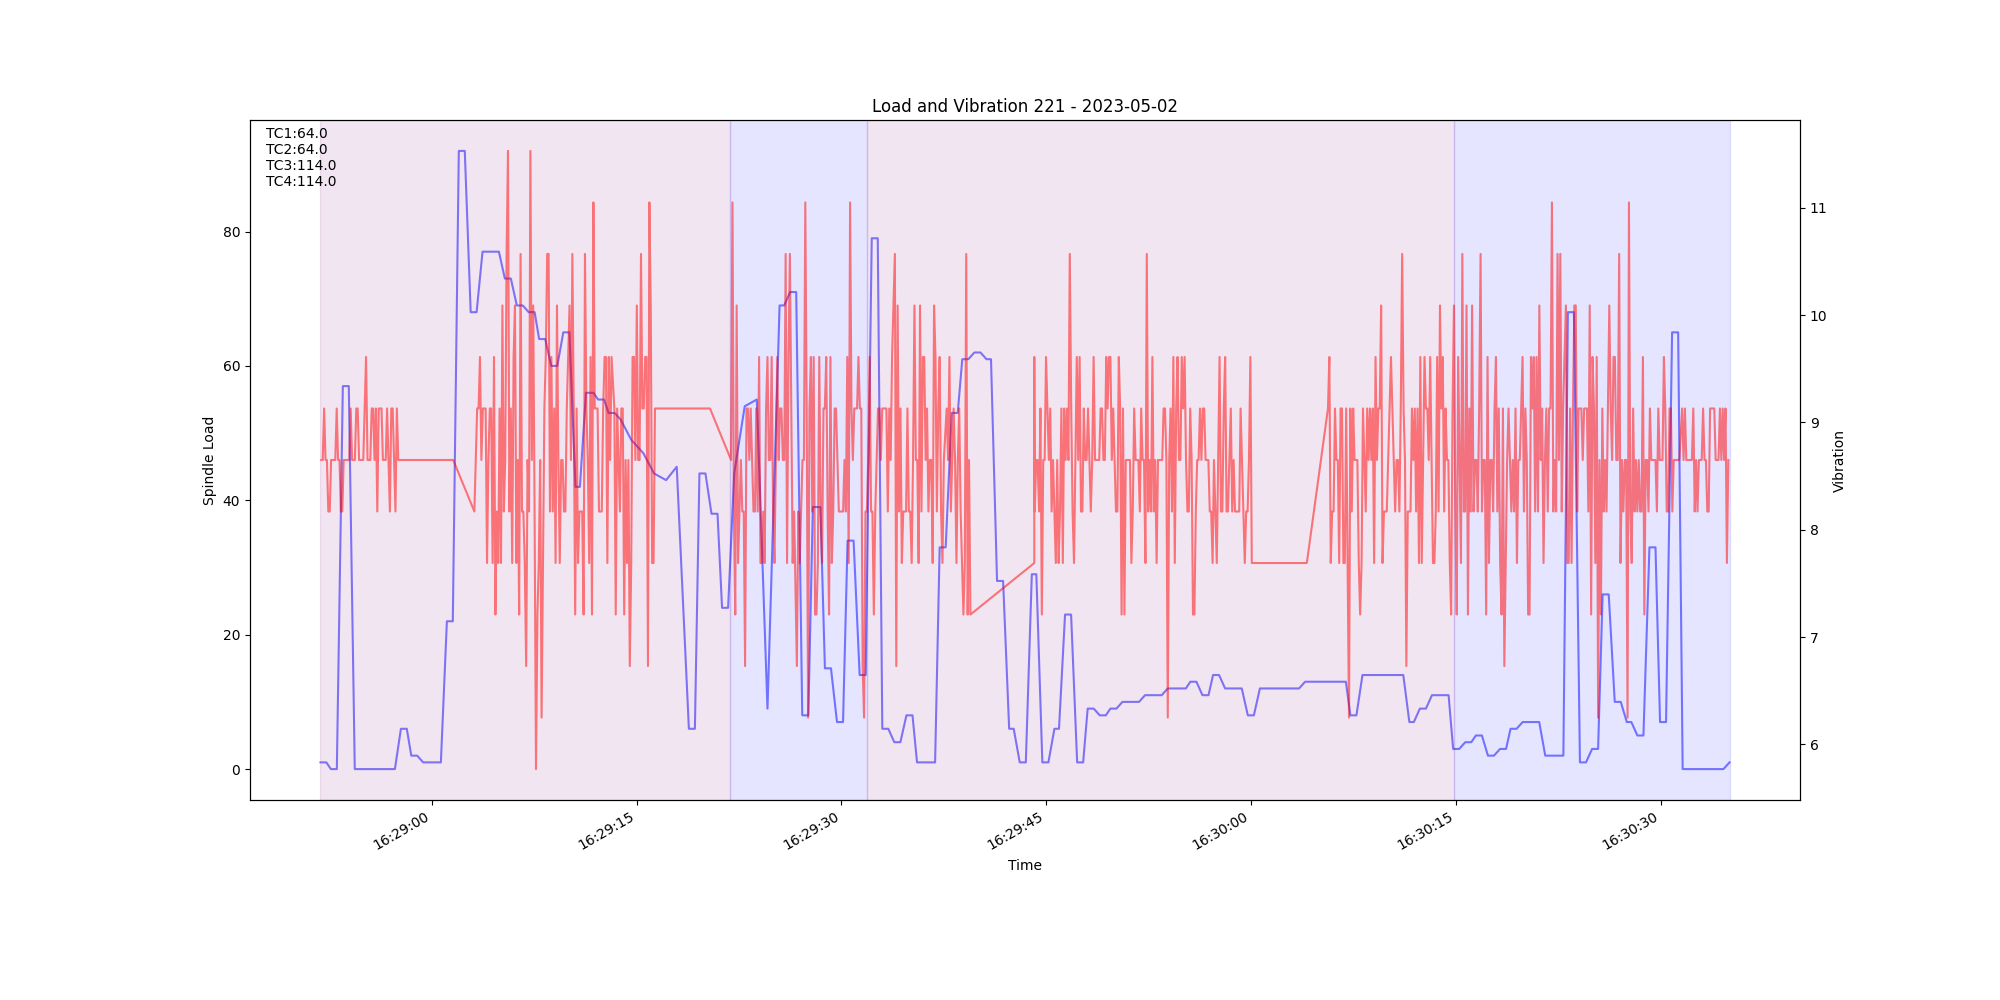 Load and Vibration 221 - 2023-05-02
TC1:64.0
TC2:64.0
TC3:114.0
TC4:114.0
80
60
40
20
0
Spindle Load
11
10
9
8
7
6
Vibration
16:29:00
16:29:15
16:29:30
16:29:45
16:30:00
16:30:15
16:30:30
Time